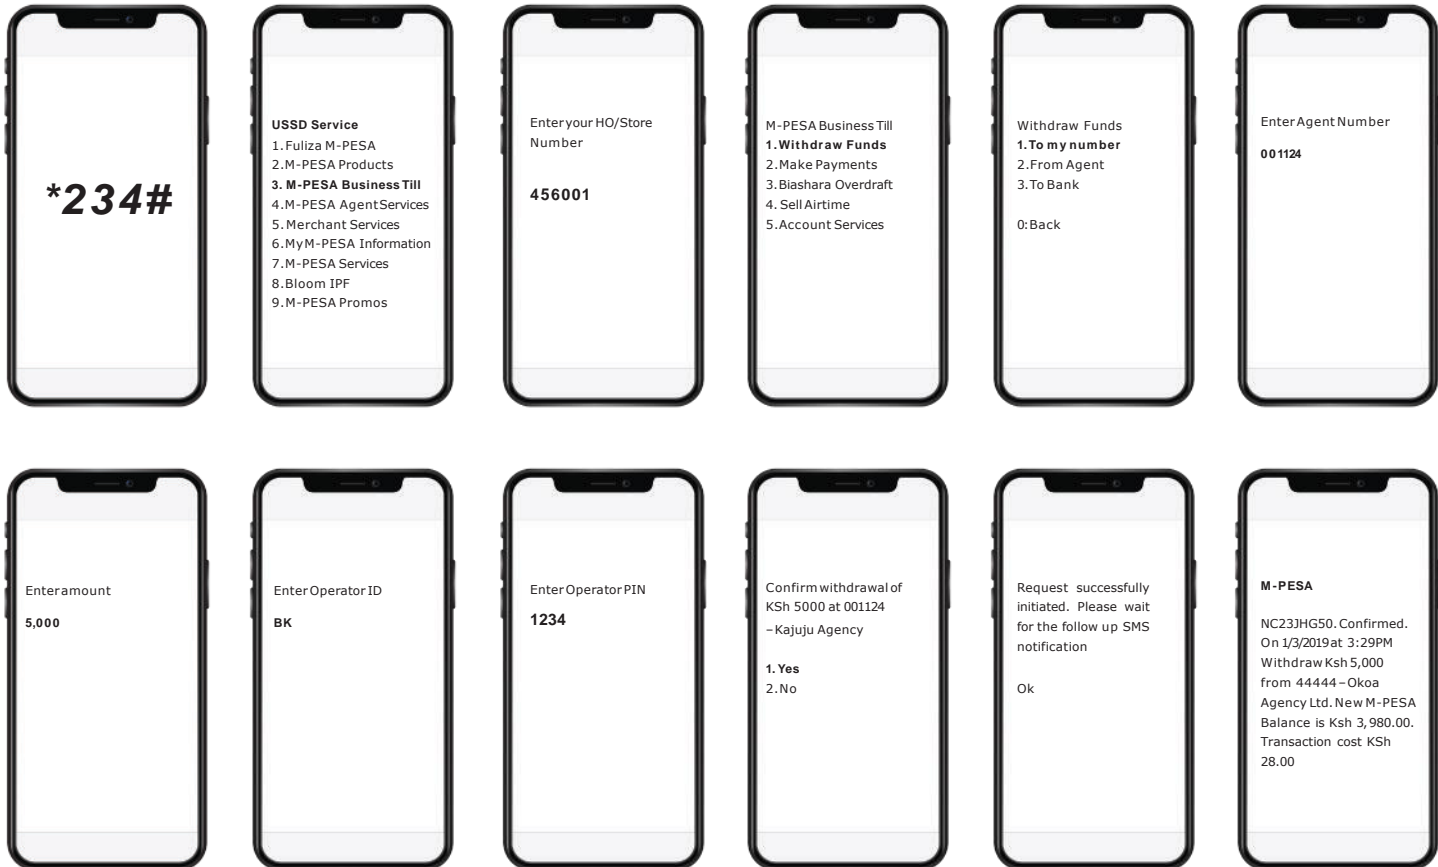 *234#
USSD Service
1. Fuliza M-PESA
2. M-PESA Products
3. M-PESA Business Till
4. M-PESA Agent Services
5. Merchant Services
6. My M-PESA Information
7. M-PESA Services
8. Bloom IPF
9. M-PESA Promos
Enter your HO/Store
Number
456001
M-PESA Business Till
1. Withdraw Funds
2. Make Payments
3. Biashara Overdraft
4. Sell Airtime
5. Account Services
Withdraw Funds
1. To my number
2. From Agent
3. To Bank
0: Back
Enter Agent Number
001124
Enter amount
5,000
Enter Operator ID
BK
Enter Operator PIN
1234
Confirm withdrawal of
KSh 5000 at 001124
– Kajuju Agency
1. Yes
2. No
Request successfully
initiated. Please wait
for the follow up SMS
notification
Ok
M-PESA
NC23JHG50. Confirmed.
On 1/3/2019 at 3:29PM
Withdraw Ksh 5,000
from 44444 – Okoa
Agency Ltd. New M-PESA
Balance is Ksh 3,980.00.
Transaction cost KSh
28.00